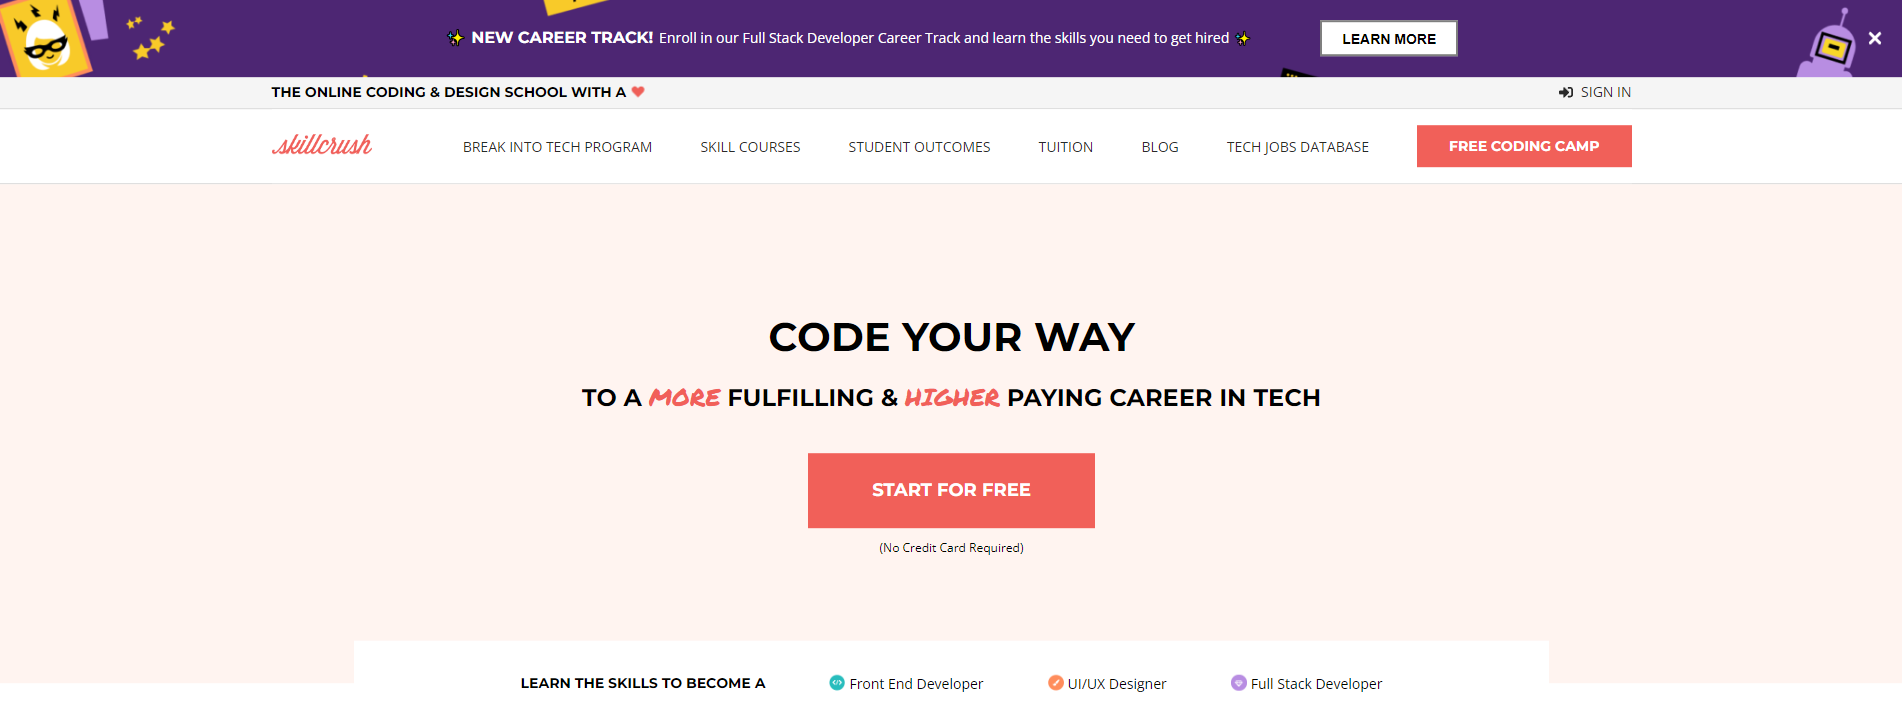 ✨ NEW CAREER TRACK! Enroll in our Full Stack Developer Career Track and learn the skills you need to get hired ✨
LEARN MORE
THE ONLINE CODING & DESIGN SCHOOL WITH A ❤
SIGN IN
skillcrush
BREAK INTO TECH PROGRAM
SKILL COURSES
STUDENT OUTCOMES
TUITION
BLOG
TECH JOBS DATABASE
FREE CODING CAMP
CODE YOUR WAY
TO A MORE FULFILLING & HIGHER PAYING CAREER IN TECH
START FOR FREE
(No Credit Card Required)
LEARN THE SKILLS TO BECOME A
Front End Developer
UI/UX Designer
Full Stack Developer